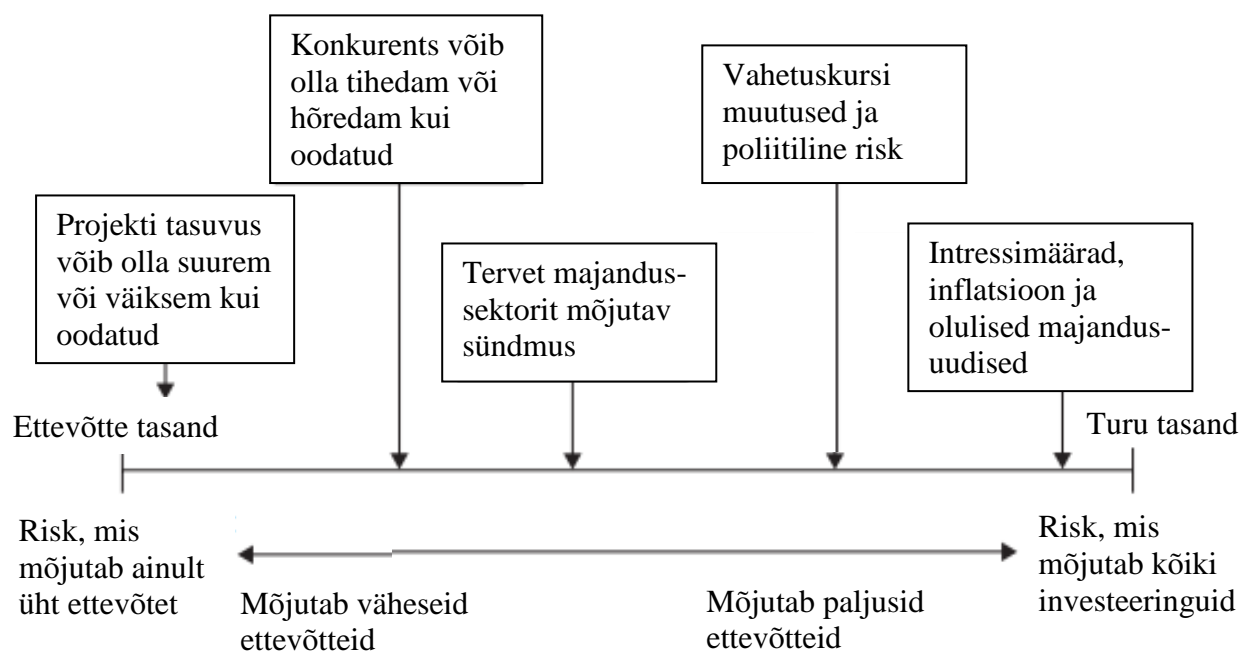 Konkurents võib
olla tihedam või
hõredam kui
oodatud
Vahetuskursi
muutused ja
poliitiline risk
Projekti tasuvus
võib olla suurem
või väiksem kui
oodatud
Tervet majandus-
sektorit mõjutav
sündmus
Intressimäärad,
inflatsioon ja
olulised majandus-
uudised
Ettevõtte tasand
Turu tasand
Risk, mis
mõjutab ainult
üht ettevõtet
Mõjutab väheseid
ettevõtteid
Mõjutab paljusid
ettevõtteid
Risk, mis
mõjutab kõiki
investeeringuid